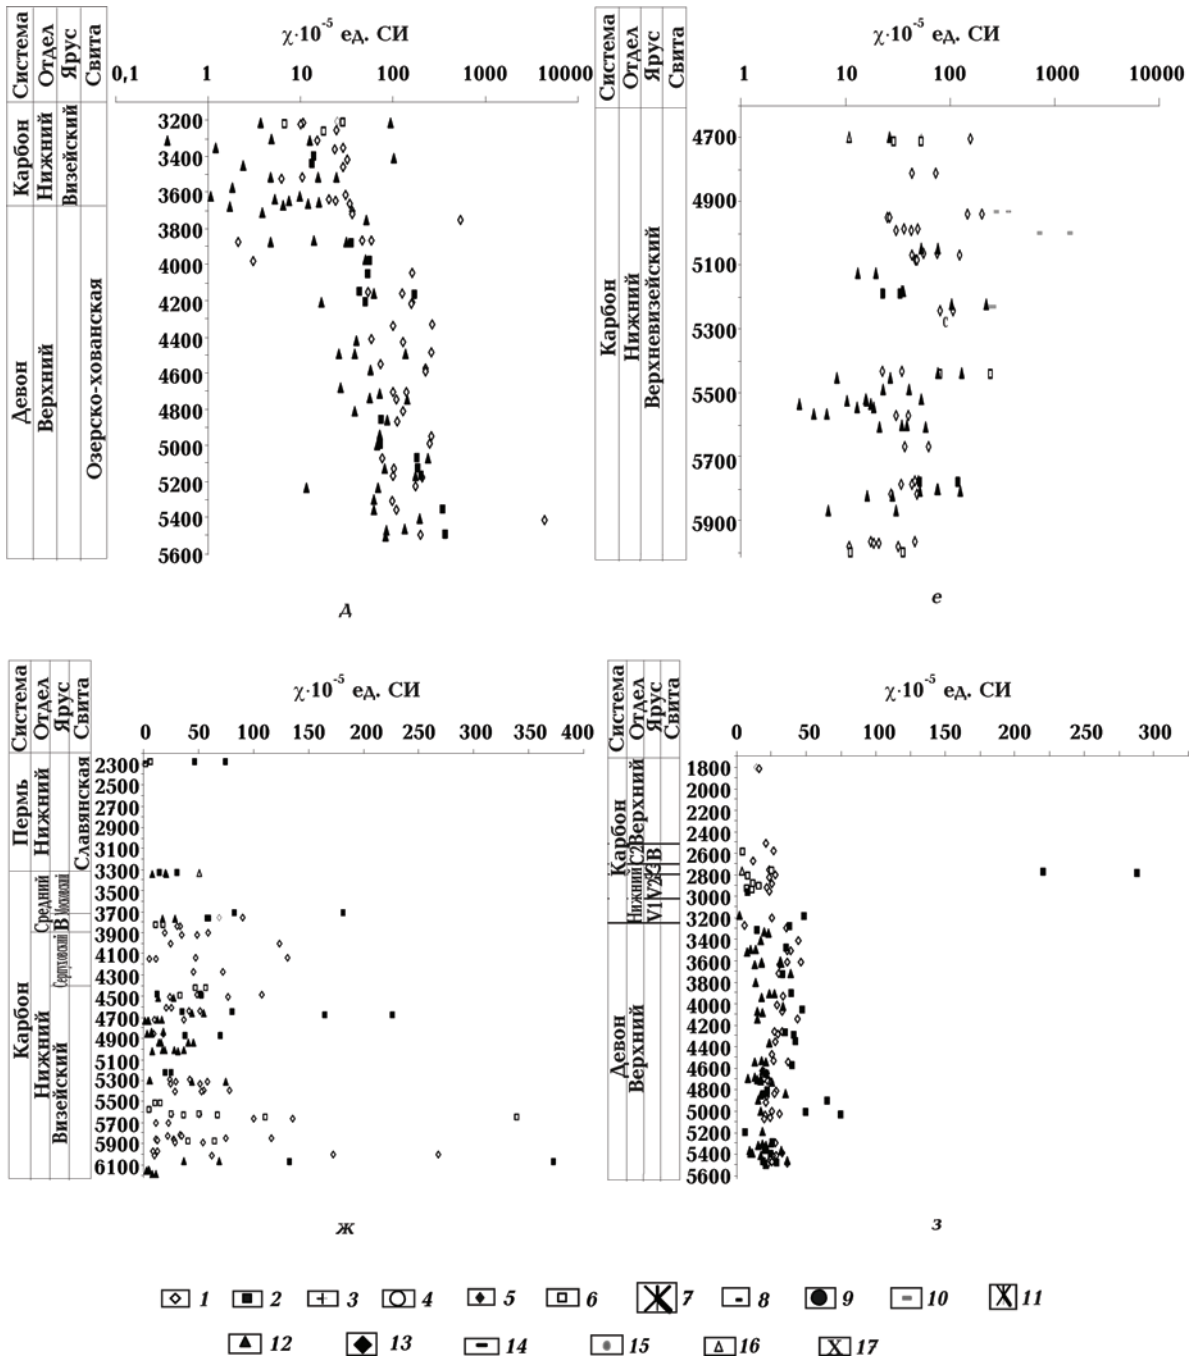 χ·10⁻⁵ ед. СИ
Система
Отдел
Ярус
Свита
0,1 1 10 100 1000 10000
Карбон
Нижний
Визейский
Девон
Верхний
Озерско-хованская
3200
3400
3600
3800
4000
4200
4400
4600
4800
5000
5200
5400
5600
д
χ·10⁻⁵ ед. СИ
Система
Отдел
Ярус
Свита
1 10 100 1000 10000
Карбон
Нижний
Верхневизейский
4700
4900
5100
5300
5500
5700
5900
е
χ·10⁻⁵ ед. СИ
Система
Отдел
Ярус
Свита
0 50 100 150 200 250 300 350 400
Пермь
Нижний
Славянская
Карбон
Средний
Московский
В
Серпуховский
Нижний
Визейский
2300
2500
2700
2900
3100
3300
3500
3700
3900
4100
4300
4500
4700
4900
5100
5300
5500
5700
5900
6100
ж
χ·10⁻⁵ ед. СИ
Система
Отдел
Ярус
Свита
0 50 100 150 200 250 300
Карбон
Верхний
C2
В
Нижний
V2
V1
Девон
Верхний
1800
2000
2200
2400
2600
2800
3000
3200
3400
3600
3800
4000
4200
4400
4600
4800
5000
5200
5400
5600
з
1 2 3 4 5 6 7 8 9 10 11
12 13 14 15 16 17